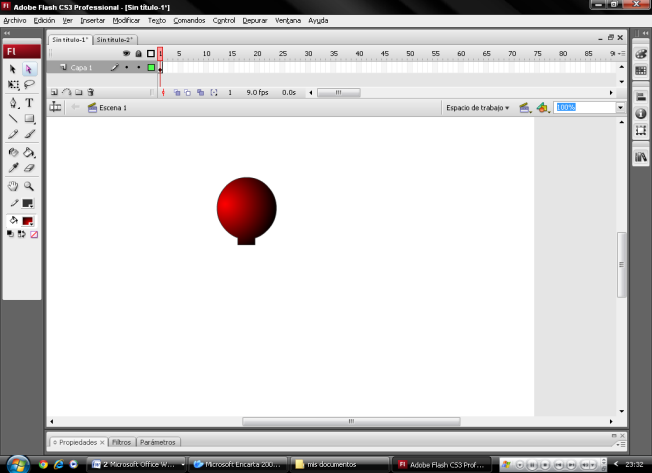 Fl Adobe Flash CS3 Professional - [Sin título-1*]
Archivo Edición Ver Insertar Modificar Texto Comandos Control Depurar Ventana Ayuda
Sin título-1* Sin título-2*
1 5 10 15 20 25 30 35 40 45 50 55 60 65 70 75 80 85
Fl
Capa 1
1 9.0 fps 0.0s
Escena 1 Espacio de trabajo 100%
T
Propiedades Filtros Parámetros
2 Microsoft Office W... Microsoft Encarta 200... mis documentos Fl Adobe Flash CS3 Prof... 23:32